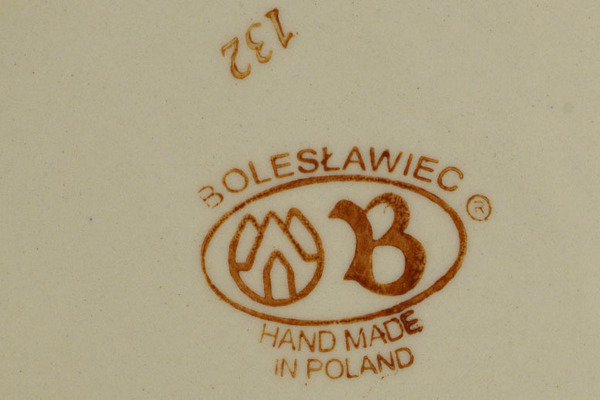 132
BOLESŁAWIEC ®
B
HAND MADE
IN POLAND